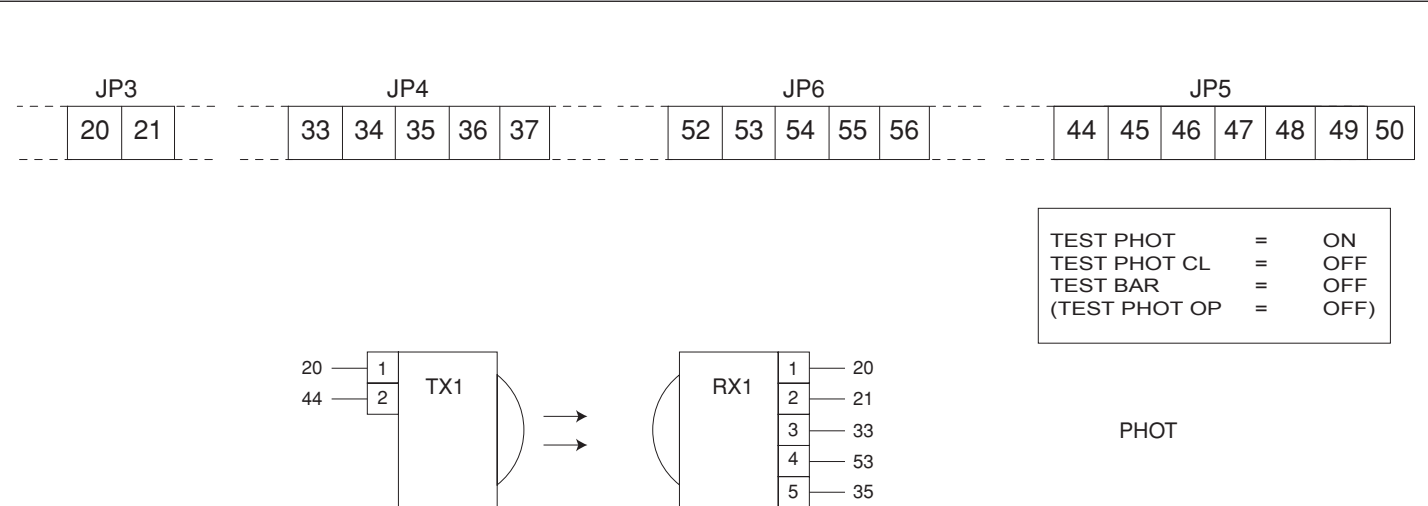 JP3 JP4 JP6 JP5
20 21 33 34 35 36 37 52 53 54 55 56 44 45 46 47 48 49 50
TEST PHOT = ON
TEST PHOT CL = OFF
TEST BAR = OFF
(TEST PHOT OP = OFF)
20 1 TX1 RX1 1 20
44 2 2 21
3 33
PHOT
4 53
5 35